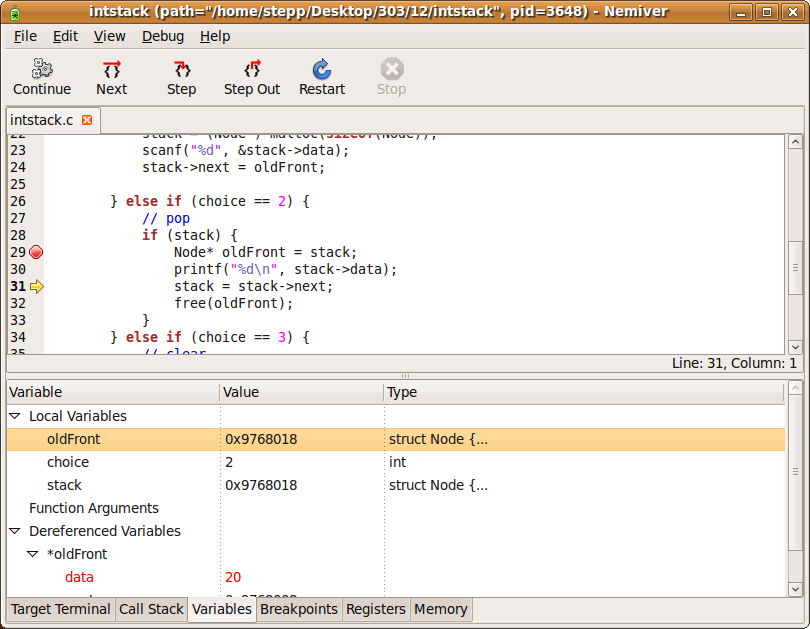 intstack (path="/home/stepp/Desktop/303/12/intstack", pid=3648) - Nemiver
File Edit View Debug Help
Continue Next Step Step Out Restart Stop
intstack.c
22 stack = (Node*) malloc(sizeof(Node));
23 scanf("%d", &stack->data);
24 stack->next = oldFront;
25
26 } else if (choice == 2) {
27 // pop
28 if (stack) {
29 Node* oldFront = stack;
30 printf("%d\n", stack->data);
31 stack = stack->next;
32 free(oldFront);
33 }
34 } else if (choice == 3) {
35 // clear
Line: 31, Column: 1
Variable Value Type
Local Variables
oldFront 0x9768018 struct Node {...
choice 2 int
stack 0x9768018 struct Node {...
Function Arguments
Dereferenced Variables
*oldFront
data 20
0x9768008
Target Terminal Call Stack Variables Breakpoints Registers Memory